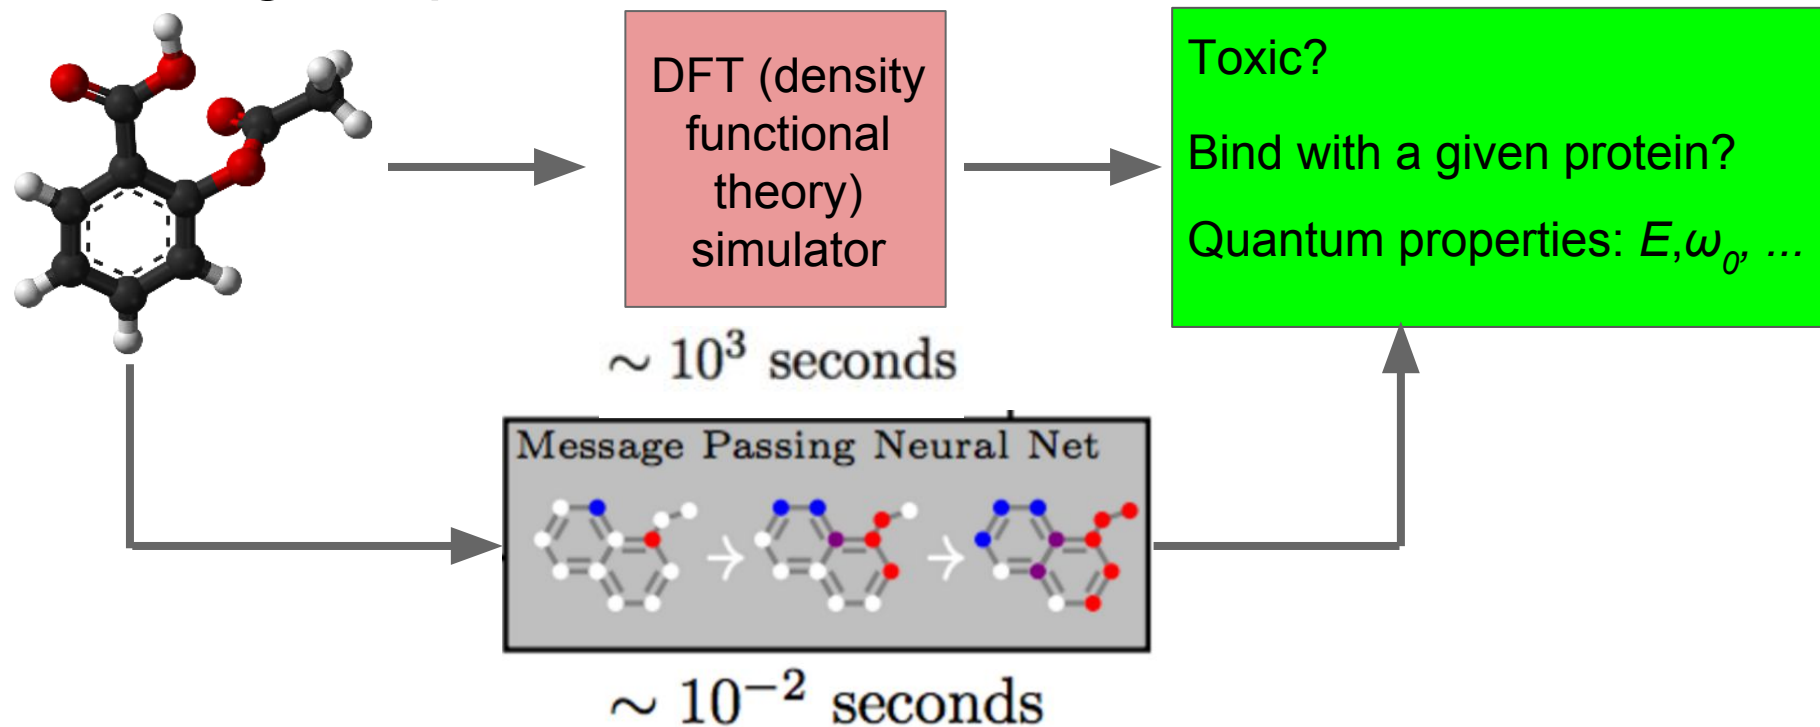 DFT (density
functional
theory)
simulator
~ 10³ seconds
Toxic?
Bind with a given protein?
Quantum properties: E,ω₀, ...
Message Passing Neural Net
~ 10⁻² seconds